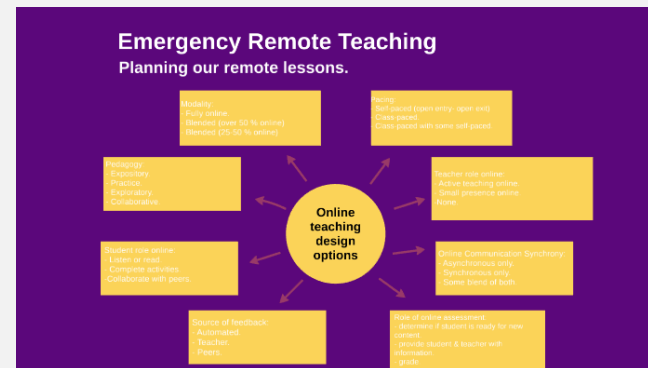 Emergency Remote Teaching
Planning our remote lessons.
Modality:
- Fully online.
- Blended (over 50 % online)
- Blended (25-50 % online)
Pacing:
- Self-paced (open entry- open exit)
- Class-paced.
- Class-paced with some self-paced.
Pedagogy:
- Expository.
- Practice.
- Exploratory.
- Collaborative.
Teacher role online:
- Active teaching online
- Small presence online
- None
Online
teaching
design
options
Student role online:
- Listen or read.
- Complete activities.
-Collaborate with peers.
Online Communication Synchrony:
- Asynchronous only.
- Synchronous only.
- Some blend of both.
Source of feedback:
- Automated.
- Teacher.
- Peers.
Role of online assessment:
- determine if student is ready for new
content
- provide student & teacher with
information
- grade